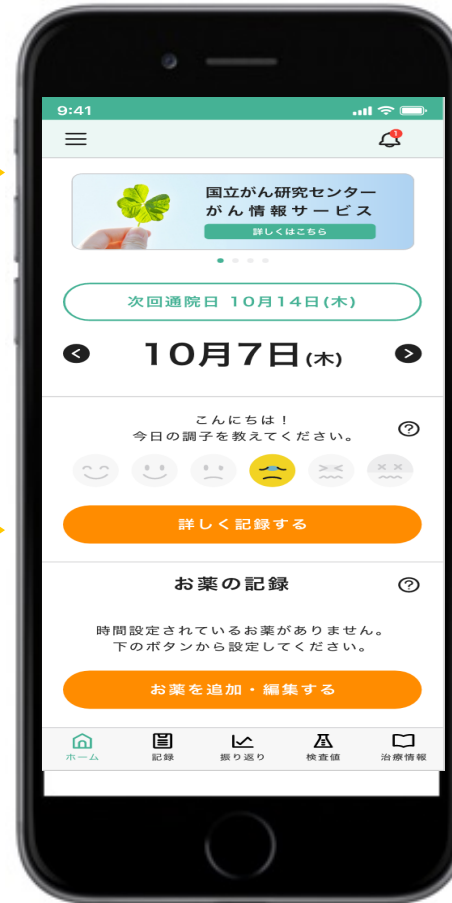 9:41
1
国立がん研究センター
がん情報サービス
詳しくはこちら
次回通院日 10月14日(木)
10月7日(木)
こんにちは！
今日の調子を教えてください。
詳しく記録する
お薬の記録
時間設定されているお薬がありません。
下のボタンから設定してください。
お薬を追加・編集する
ホーム 記録 振り返り 検査値 治療情報